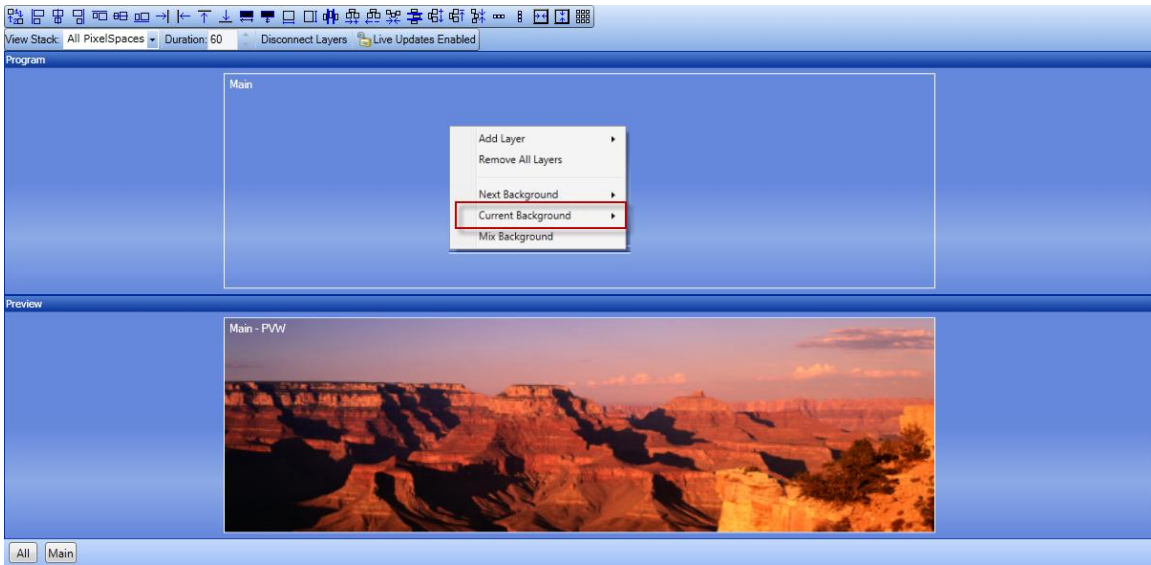 View Stack: All PixelSpaces Duration: 60 Disconnect Layers Live Updates Enabled
Program
Main
Add Layer
Remove All Layers
Next Background
Current Background
Mix Background
Preview
Main - PVW
All Main